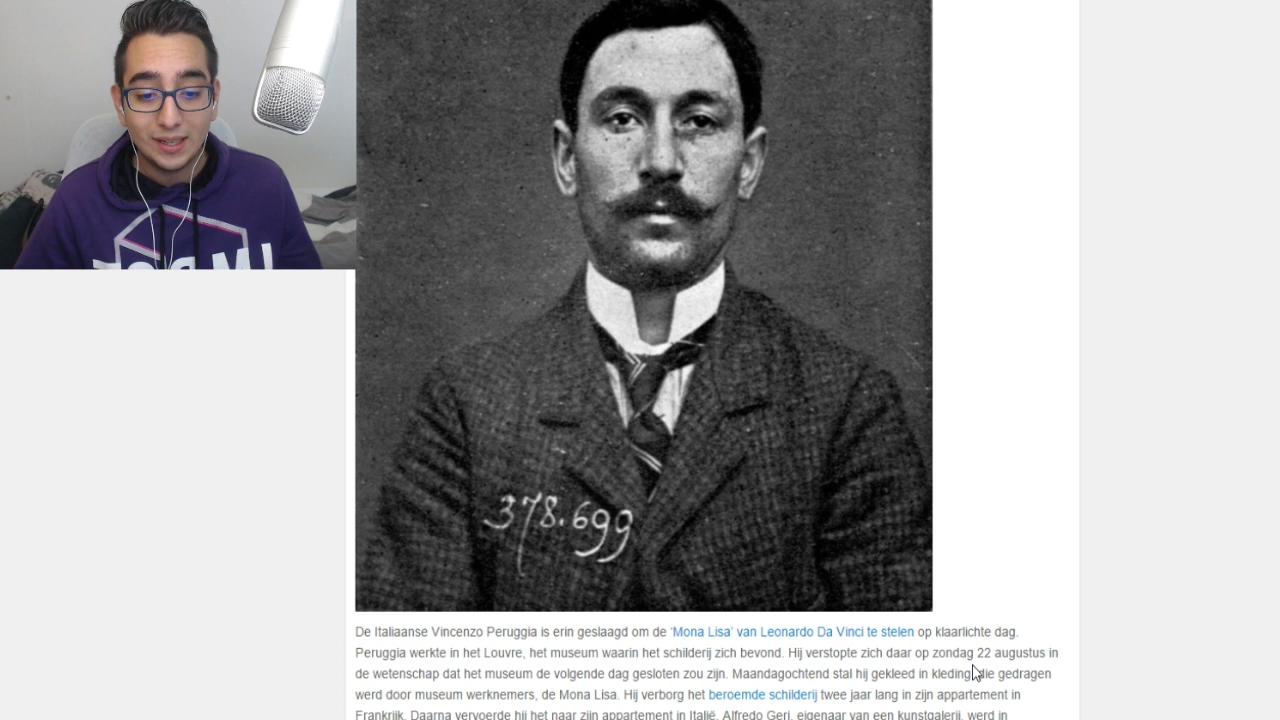 378.699
De Italiaanse Vincenzo Peruggia is erin geslaagd om de 'Mona Lisa' van Leonardo Da Vinci te stelen op klaarlichte dag.
Peruggia werkte in het Louvre, het museum waarin het schilderij zich bevond. Hij verstopte zich daar op zondag 22 augustus in
de wetenschap dat het museum de volgende dag gesloten zou zijn. Maandagochtend stal hij gekleed in kleding die gedragen
werd door museum werknemers, de Mona Lisa. Hij verborg het beroemde schilderij twee jaar lang in zijn appartement in
Frankrijk. Daarna vervoerde hij het naar zijn appartement in Italië. Alfredo Geri, eigenaar van een kunstgalerij, werd in